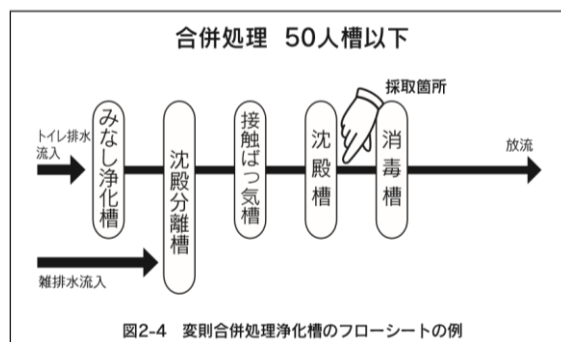 合併処理 50人槽以下
採取箇所
トイレ排水
流入
みなし浄化槽
沈殿分離槽
接触ばっ気槽
沈殿槽
消毒槽
放流
雑排水流入
図2-4 変則合併処理浄化槽のフローシートの例